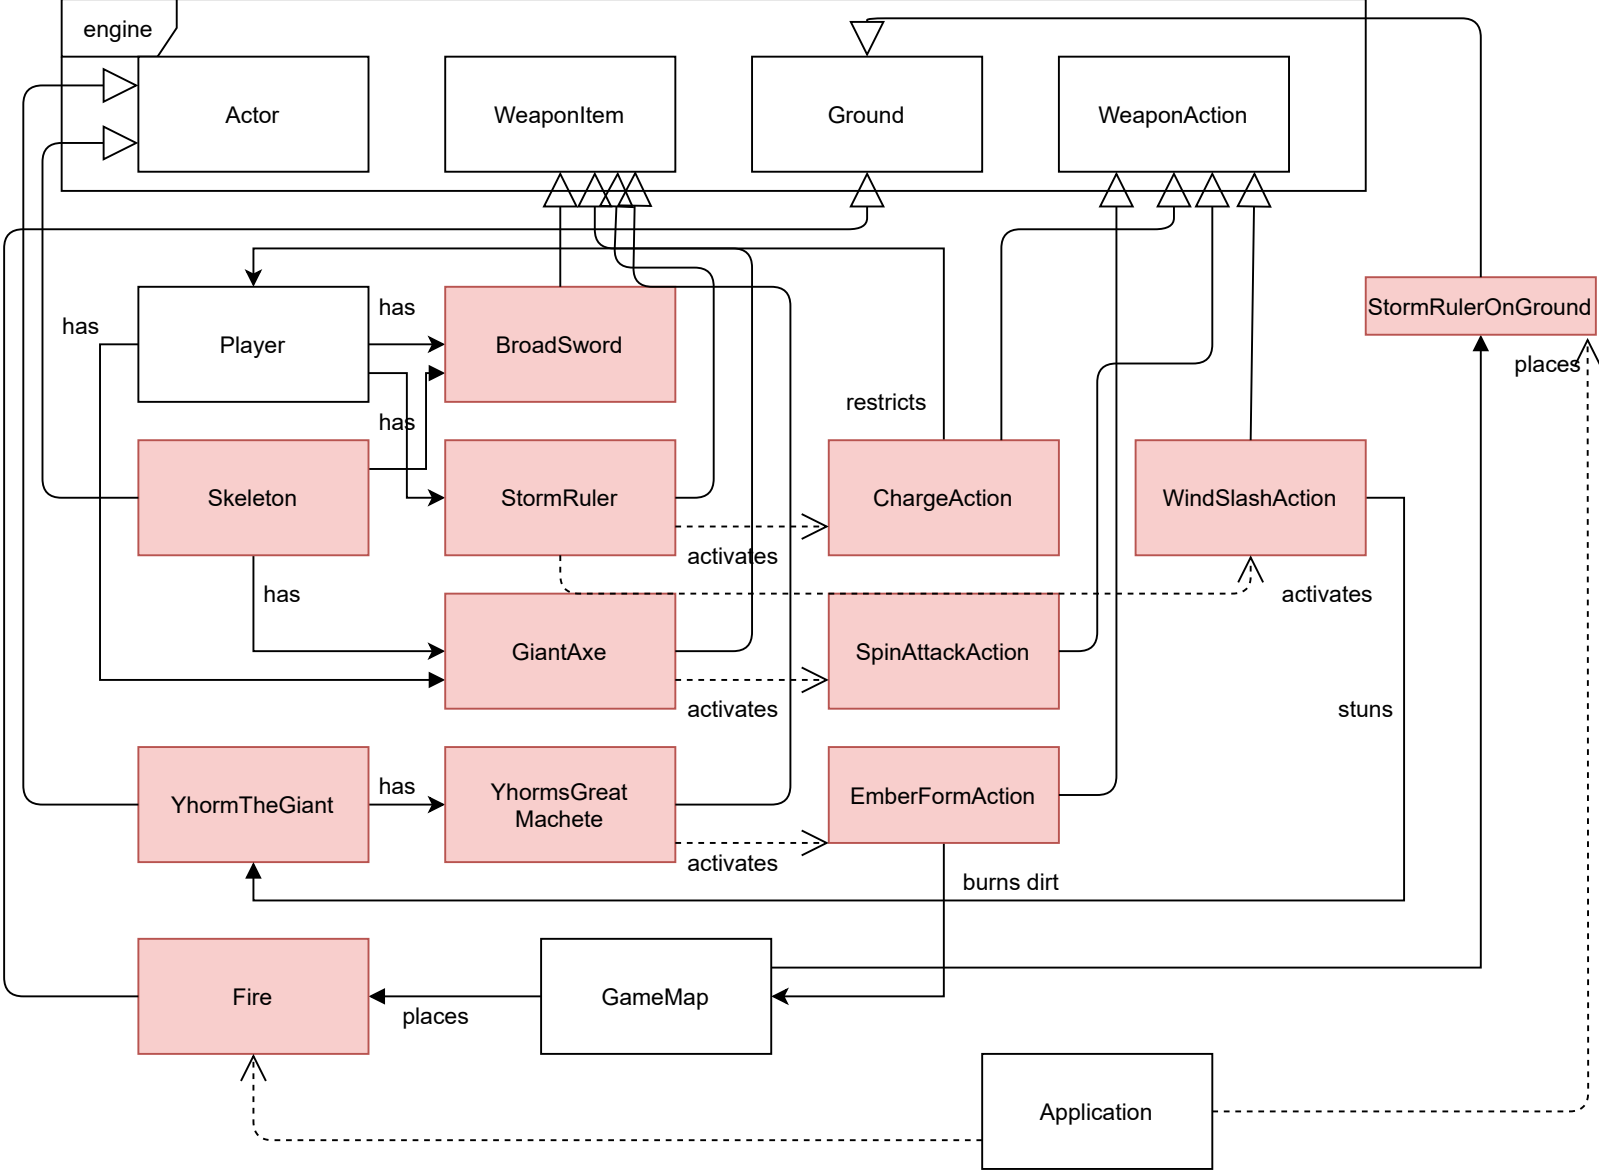 engine
Actor
WeaponItem
Ground
WeaponAction
has
Player
has
BroadSword
StormRulerOnGround
places
restricts
has
Skeleton
StormRuler
ChargeAction
WindSlashAction
activates
has
activates
GiantAxe
SpinAttackAction
activates
stuns
YhormTheGiant
has
YhormsGreat
Machete
EmberFormAction
activates
burns dirt
Fire
places
GameMap
Application